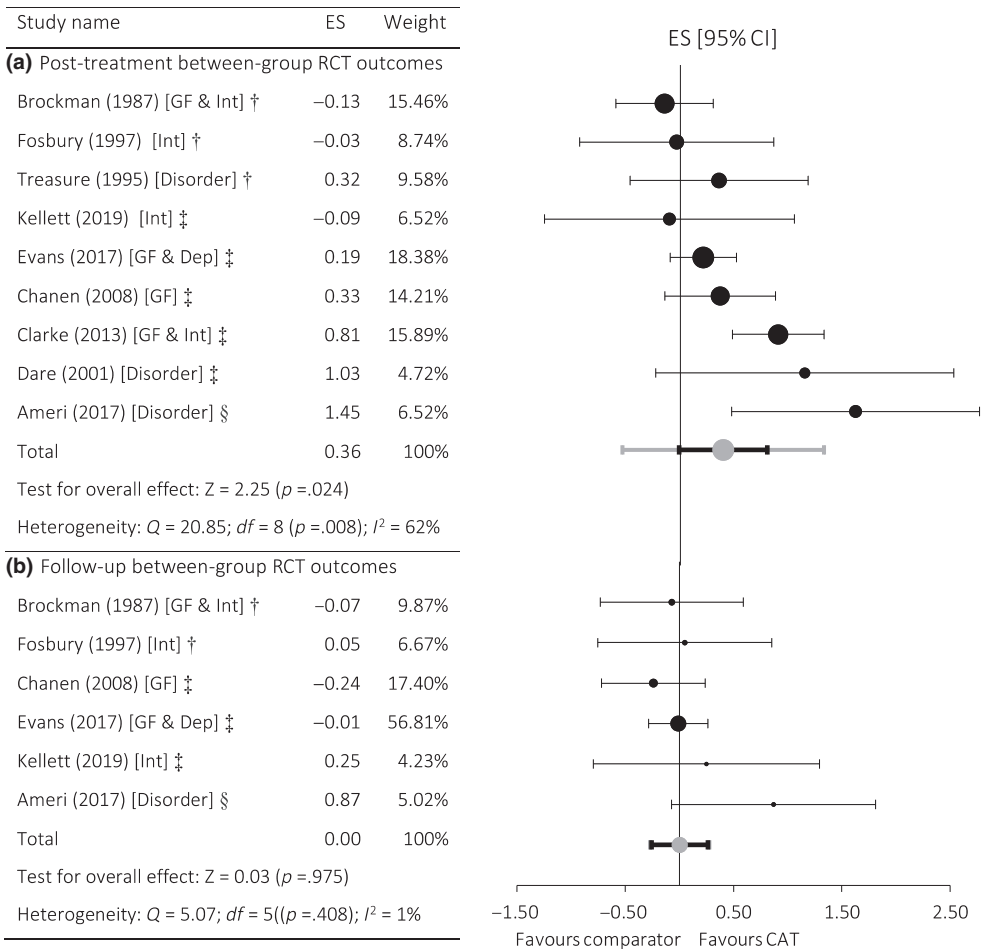 Study name ES Weight
ES [95% CI]
(a) Post-treatment between-group RCT outcomes
Brockman (1987) [GF & Int] † −0.13 15.46%
Fosbury (1997) [Int] † −0.03 8.74%
Treasure (1995) [Disorder] † 0.32 9.58%
Kellett (2019) [Int] ‡ −0.09 6.52%
Evans (2017) [GF & Dep] ‡ 0.19 18.38%
Chanen (2008) [GF] ‡ 0.33 14.21%
Clarke (2013) [GF & Int] ‡ 0.81 15.89%
Dare (2001) [Disorder] ‡ 1.03 4.72%
Ameri (2017) [Disorder] § 1.45 6.52%
Total 0.36 100%
Test for overall effect: Z = 2.25 (p =.024)
Heterogeneity: Q = 20.85; df = 8 (p =.008); I² = 62%
(b) Follow-up between-group RCT outcomes
Brockman (1987) [GF & Int] † −0.07 9.87%
Fosbury (1997) [Int] † 0.05 6.67%
Chanen (2008) [GF] ‡ −0.24 17.40%
Evans (2017) [GF & Dep] ‡ −0.01 56.81%
Kellett (2019) [Int] ‡ 0.25 4.23%
Ameri (2017) [Disorder] § 0.87 5.02%
Total 0.00 100%
Test for overall effect: Z = 0.03 (p =.975)
Heterogeneity: Q = 5.07; df = 5((p =.408); I² = 1%
−1.50 −0.50 0.50 1.50 2.50
Favours comparator Favours CAT